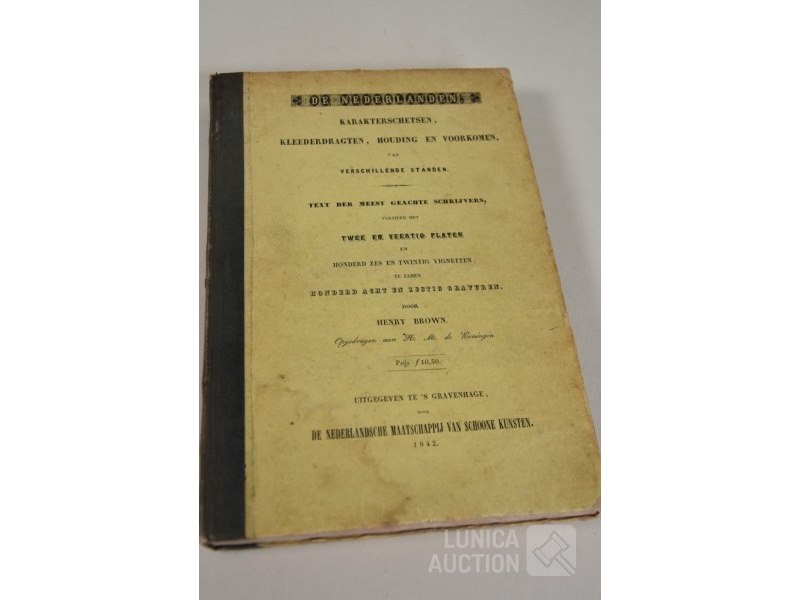 DE NEDERLANDEN
KARAKTERSCHETSEN,
KLEEDERDRAGTEN, HOUDING EN VOORKOMEN,
VAN
VERSCHILLENDE STANDEN.
TEXT DER MEEST GEACHTE SCHRIJVERS,
VERSIERD MET
TWEE EN VEERTIG PLATEN
EN
HONDERD ZES EN TWINTIG VIGNETTEN,
TE ZAMEN
HONDERD ACHT EN ZESTIG GRAVUREN,
DOOR
HENRY BROWN.
Opgedragen aan H. M. de Koningin
Prijs f 10,50.
UITGEGEVEN TE 'S GRAVENHAGE,
DOOR
DE NEDERLANDSCHE MAATSCHAPPIJ VAN SCHOONE KUNSTEN.
1842.
LUNICA
AUCTION